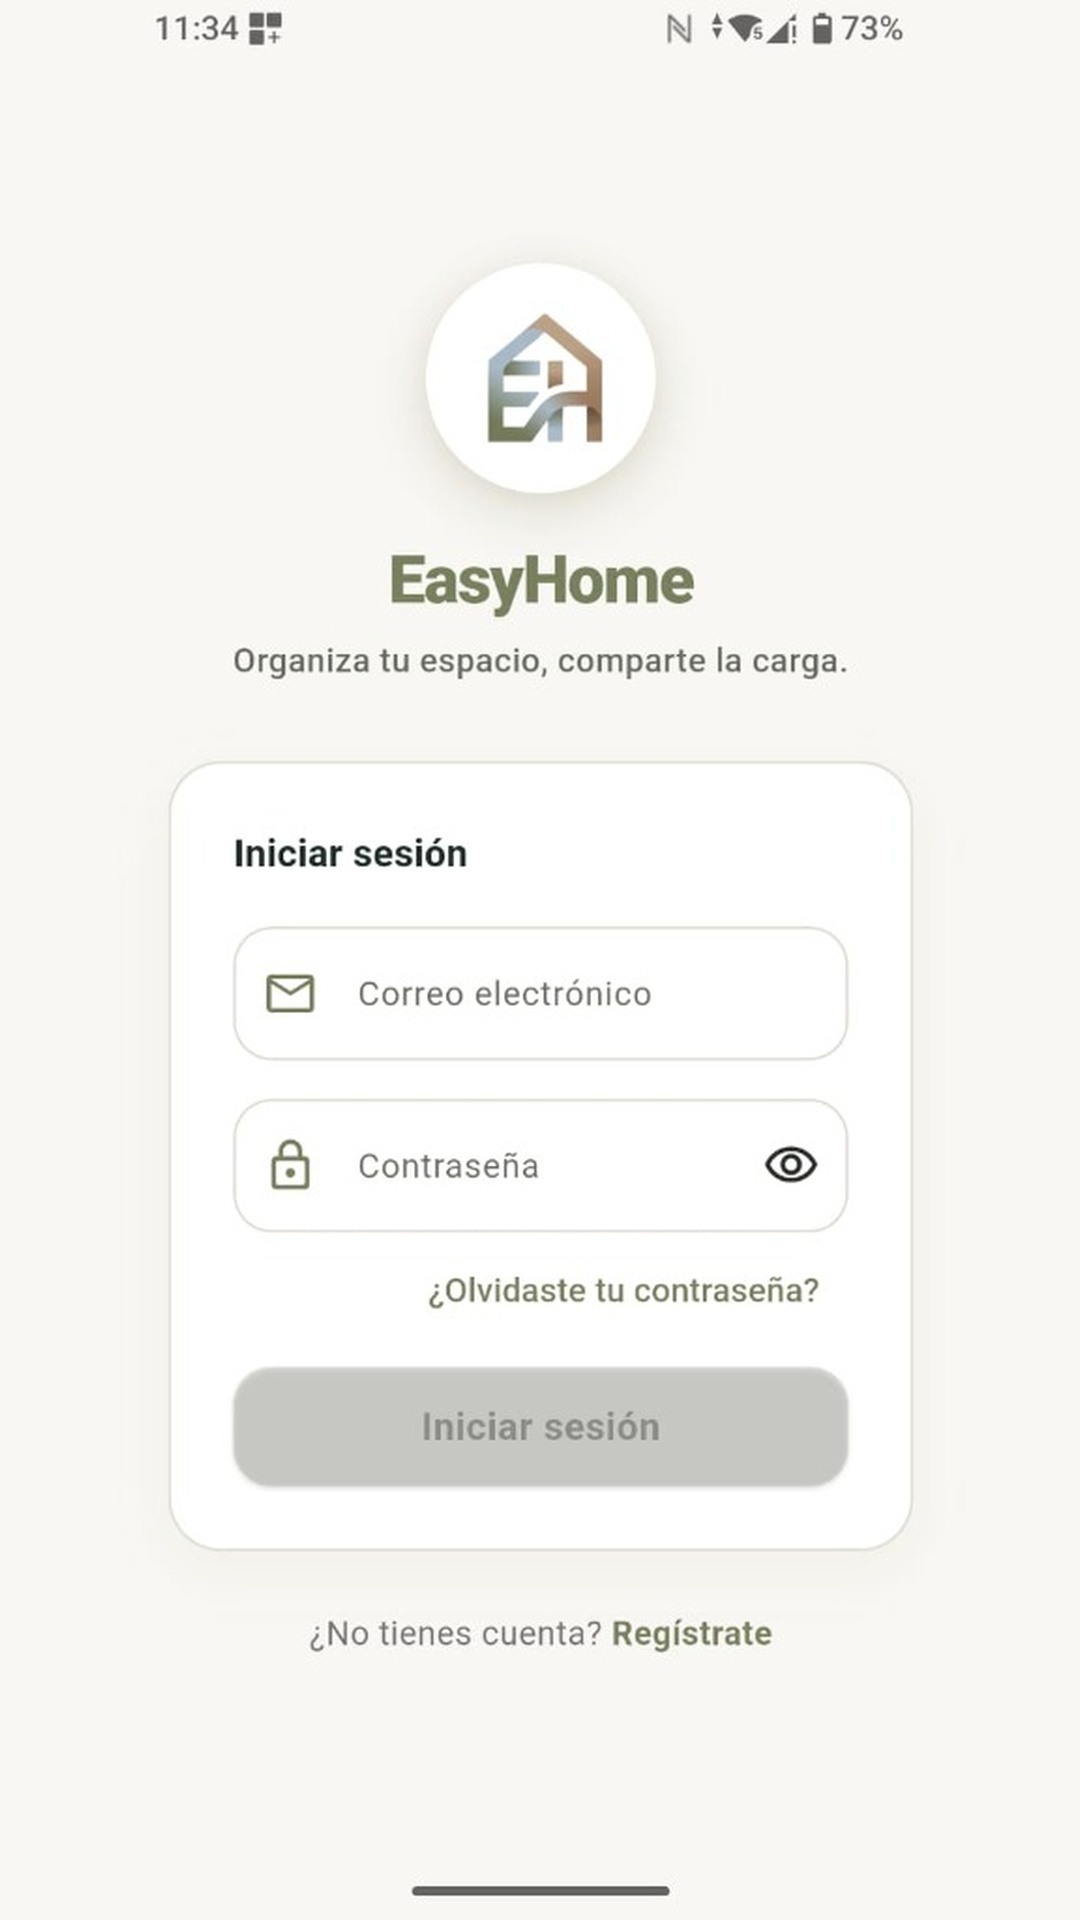 11:34
73%
EH
EasyHome
Organiza tu espacio, comparte la carga.
Iniciar sesión
Correo electrónico
Contraseña
¿Olvidaste tu contraseña?
Iniciar sesión
¿No tienes cuenta? Regístrate